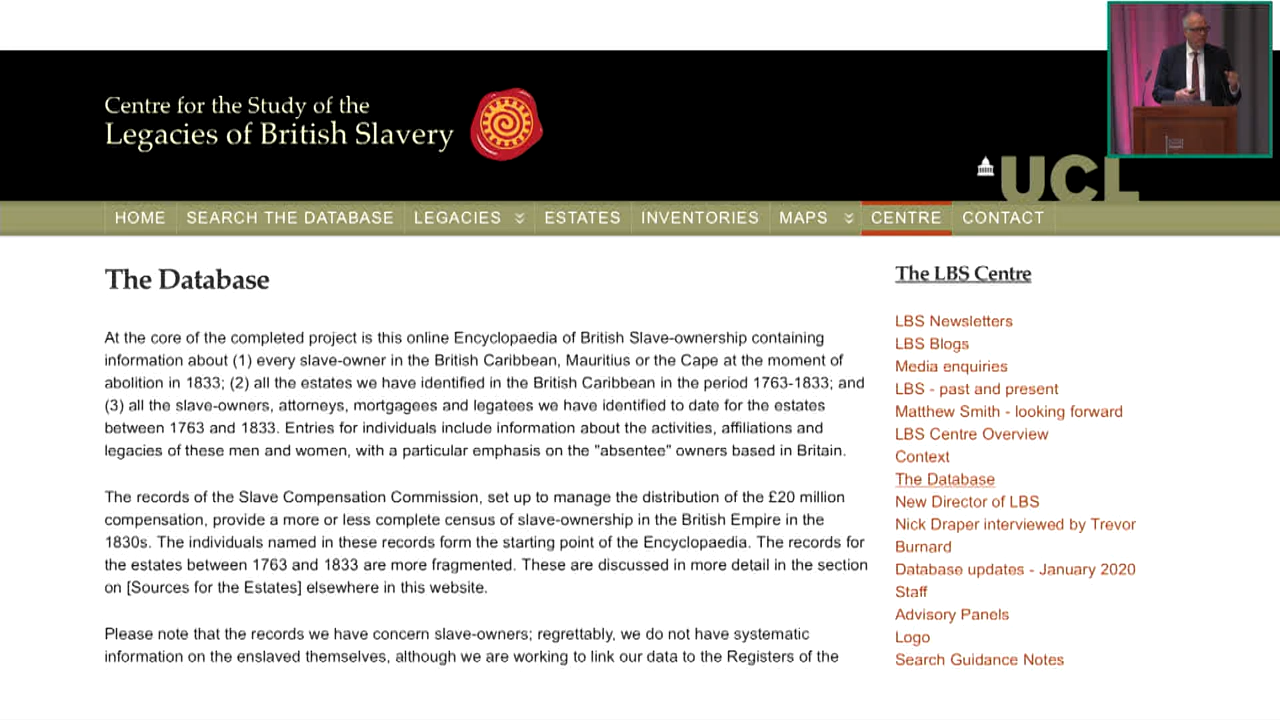 Centre for the Study of the
Legacies of British Slavery
UCL
HOME SEARCH THE DATABASE LEGACIES ESTATES INVENTORIES MAPS CENTRE CONTACT
The Database
At the core of the completed project is this online Encyclopaedia of British Slave-ownership containing
information about (1) every slave-owner in the British Caribbean, Mauritius or the Cape at the moment of
abolition in 1833; (2) all the estates we have identified in the British Caribbean in the period 1763-1833; and
(3) all the slave-owners, attorneys, mortgagees and legatees we have identified to date for the estates
between 1763 and 1833. Entries for individuals include information about the activities, affiliations and
legacies of these men and women, with a particular emphasis on the "absentee" owners based in Britain.
The records of the Slave Compensation Commission, set up to manage the distribution of the £20 million
compensation, provide a more or less complete census of slave-ownership in the British Empire in the
1830s. The individuals named in these records form the starting point of the Encyclopaedia. The records for
the estates between 1763 and 1833 are more fragmented. These are discussed in more detail in the section
on [Sources for the Estates] elsewhere in this website.
Please note that the records we have concern slave-owners; regrettably, we do not have systematic
information on the enslaved themselves, although we are working to link our data to the Registers of the
The LBS Centre
LBS Newsletters
LBS Blogs
Media enquiries
LBS - past and present
Matthew Smith - looking forward
LBS Centre Overview
Context
The Database
New Director of LBS
Nick Draper interviewed by Trevor
Burnard
Database updates - January 2020
Staff
Advisory Panels
Logo
Search Guidance Notes